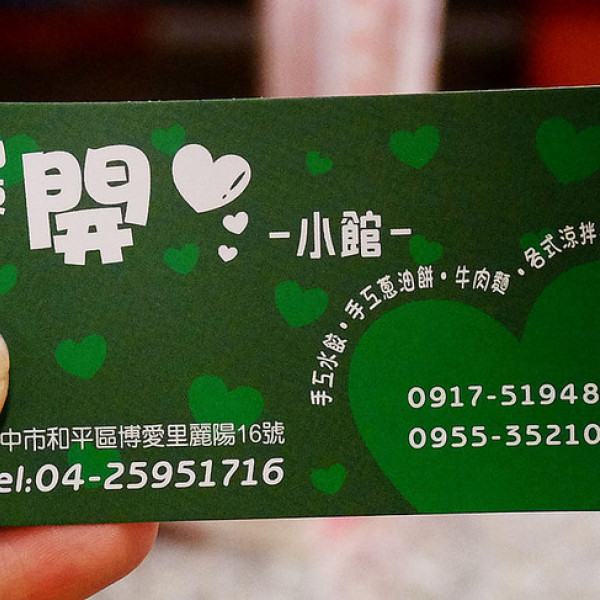 開
-小館-
手工水餃・手工蔥油餅・牛肉麵・各式涼拌
0917-51948
0955-35210
中市和平區博愛里麗陽16號
el:04-25951716